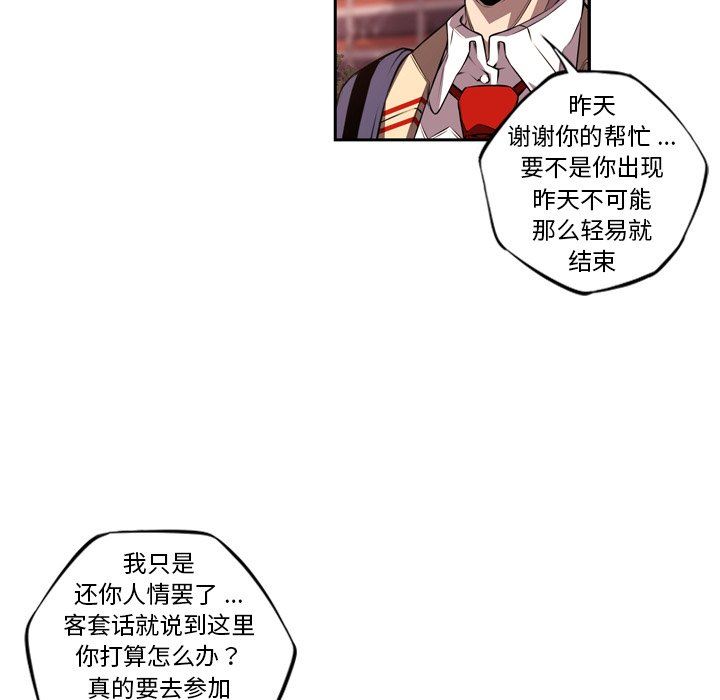 昨天
谢谢你的帮忙 ...
要不是你出现
昨天不可能
那么轻易就
结束
我只是
还你人情罢了 ...
客套话就说到这里
你打算怎么办？
真的要去参加